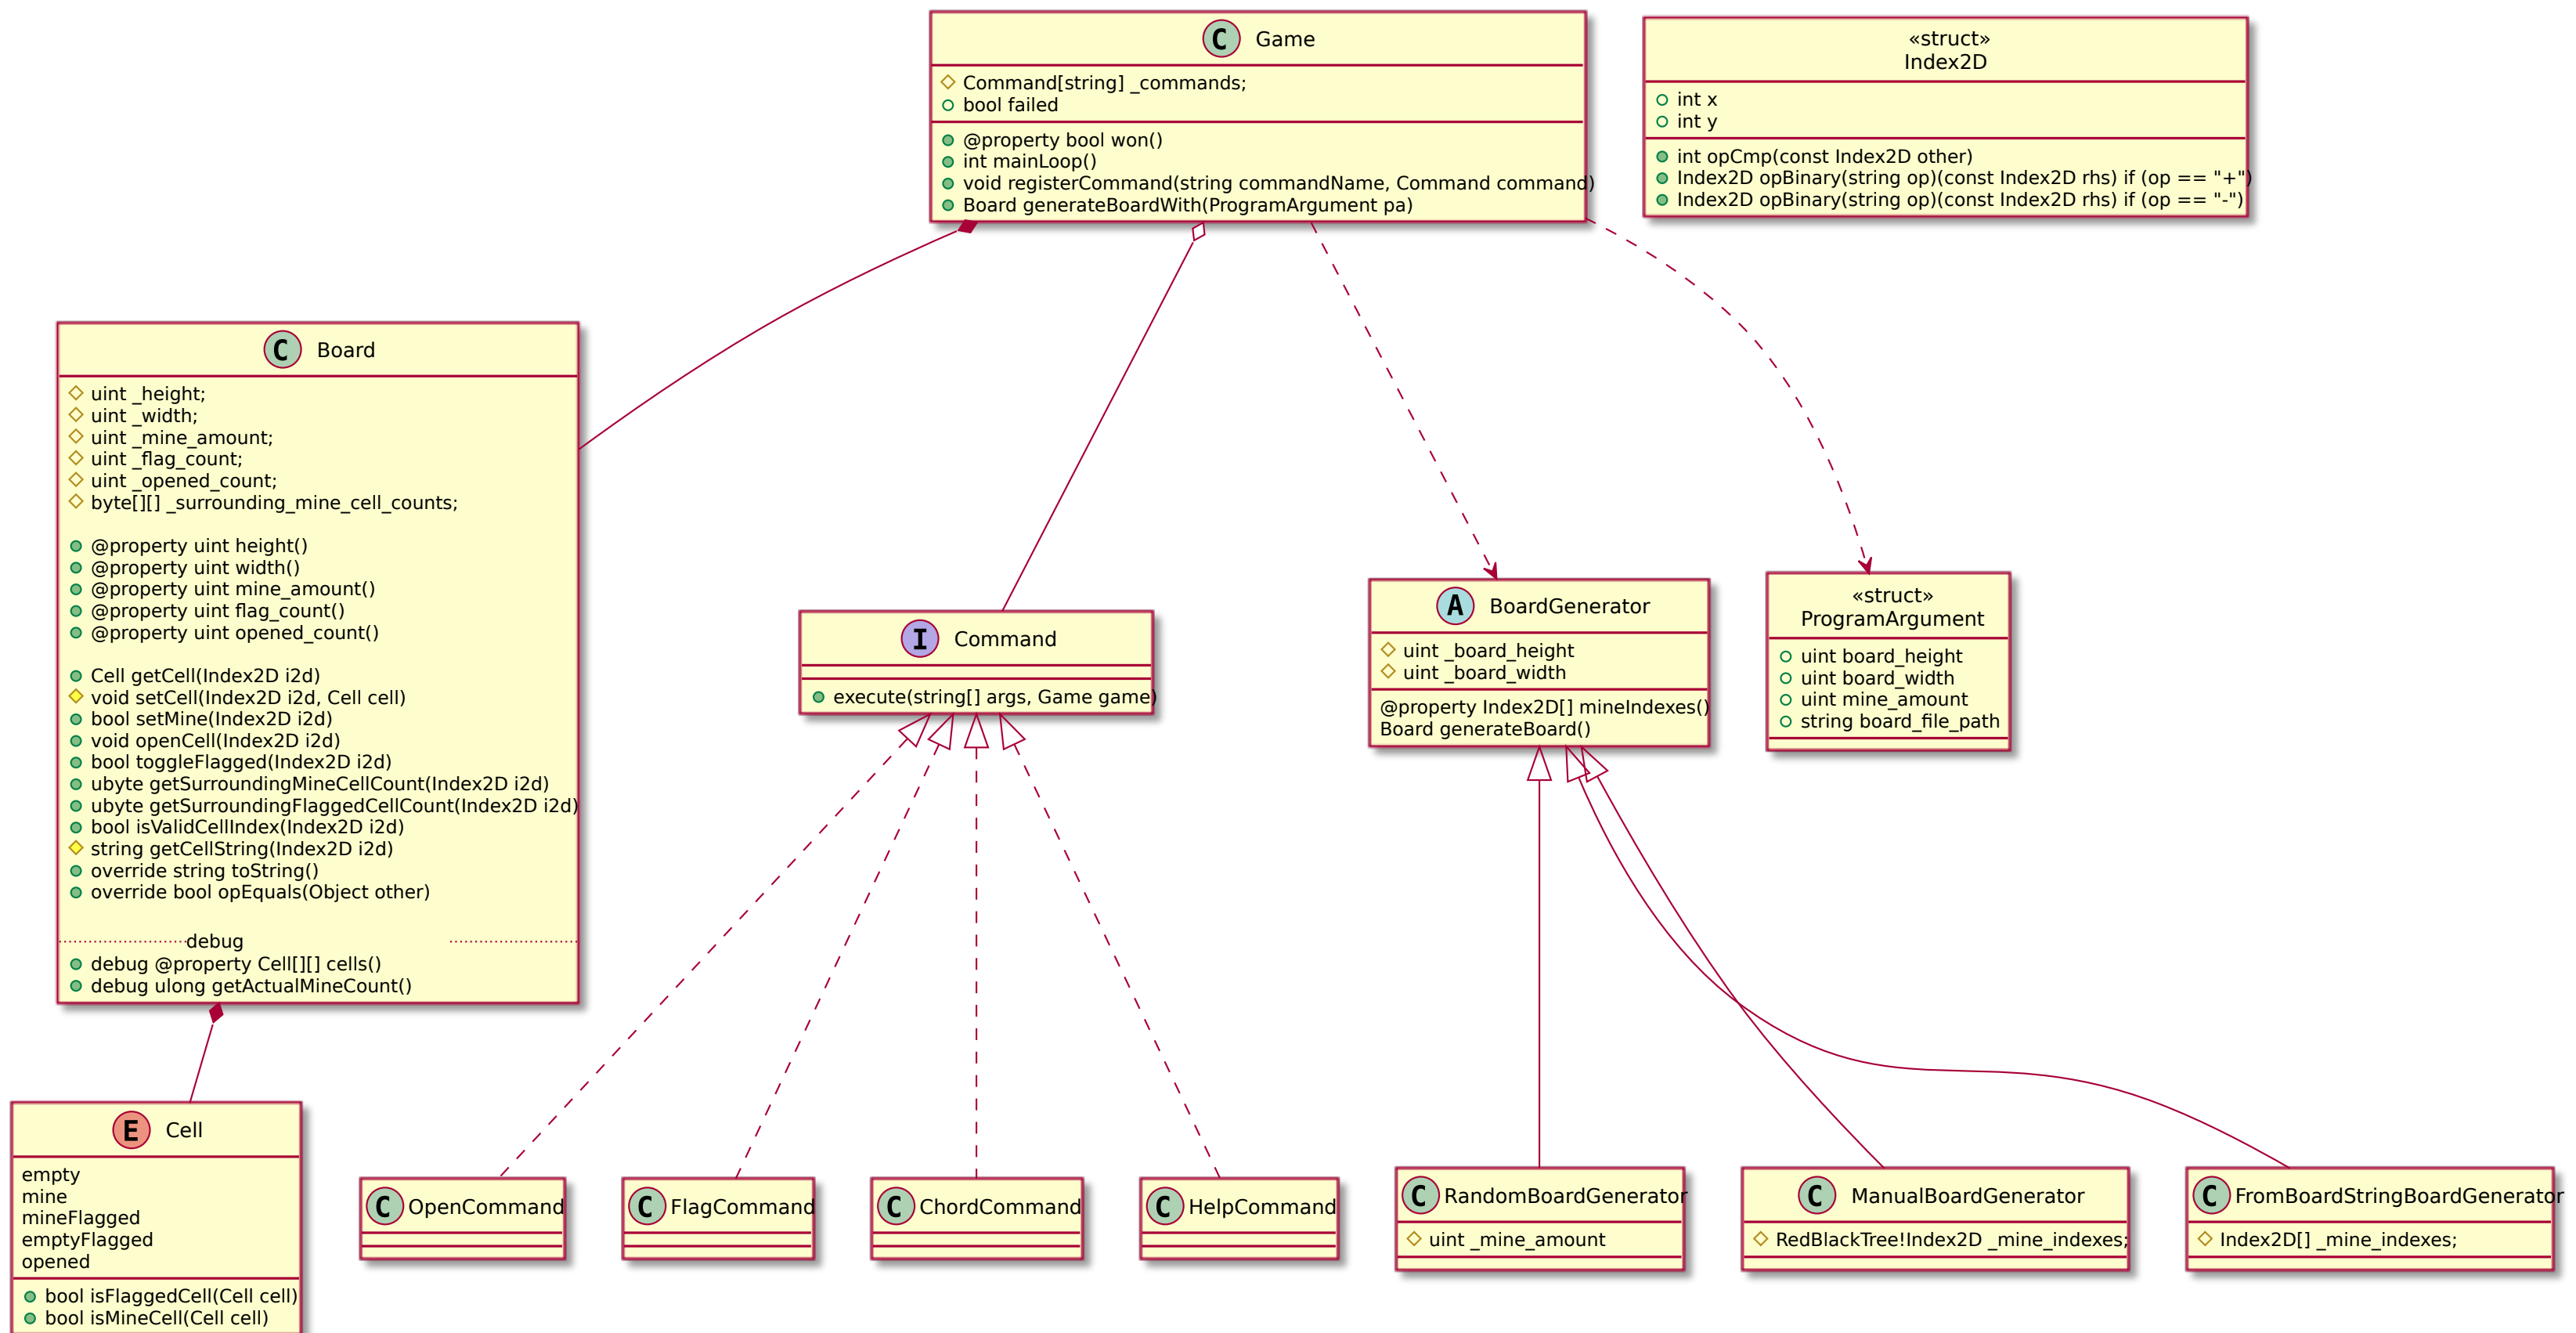 C Game
Command[string] _commands;
bool failed
@property bool won()
int mainLoop()
void registerCommand(string commandName, Command command)
Board generateBoardWith(ProgramArgument pa)
«struct»
Index2D
int x
int y
int opCmp(const Index2D other)
Index2D opBinary(string op)(const Index2D rhs) if (op == "+")
Index2D opBinary(string op)(const Index2D rhs) if (op == "-")
C Board
uint _height;
uint _width;
uint _mine_amount;
uint _flag_count;
uint _opened_count;
byte[][] _surrounding_mine_cell_counts;
@property uint height()
@property uint width()
@property uint mine_amount()
@property uint flag_count()
@property uint opened_count()
Cell getCell(Index2D i2d)
void setCell(Index2D i2d, Cell cell)
bool setMine(Index2D i2d)
void openCell(Index2D i2d)
bool toggleFlagged(Index2D i2d)
ubyte getSurroundingMineCellCount(Index2D i2d)
ubyte getSurroundingFlaggedCellCount(Index2D i2d)
bool isValidCellIndex(Index2D i2d)
string getCellString(Index2D i2d)
override string toString()
override bool opEquals(Object other)
debug
debug @property Cell[][] cells()
debug ulong getActualMineCount()
I Command
execute(string[] args, Game game)
A BoardGenerator
uint _board_height
uint _board_width
@property Index2D[] mineIndexes()
Board generateBoard()
«struct»
ProgramArgument
uint board_height
uint board_width
uint mine_amount
string board_file_path
E Cell
empty
mine
mineFlagged
emptyFlagged
opened
bool isFlaggedCell(Cell cell)
bool isMineCell(Cell cell)
C OpenCommand
C FlagCommand
C ChordCommand
C HelpCommand
C RandomBoardGenerator
uint _mine_amount
C ManualBoardGenerator
RedBlackTree!Index2D _mine_indexes;
C FromBoardStringBoardGenerator
Index2D[] _mine_indexes;